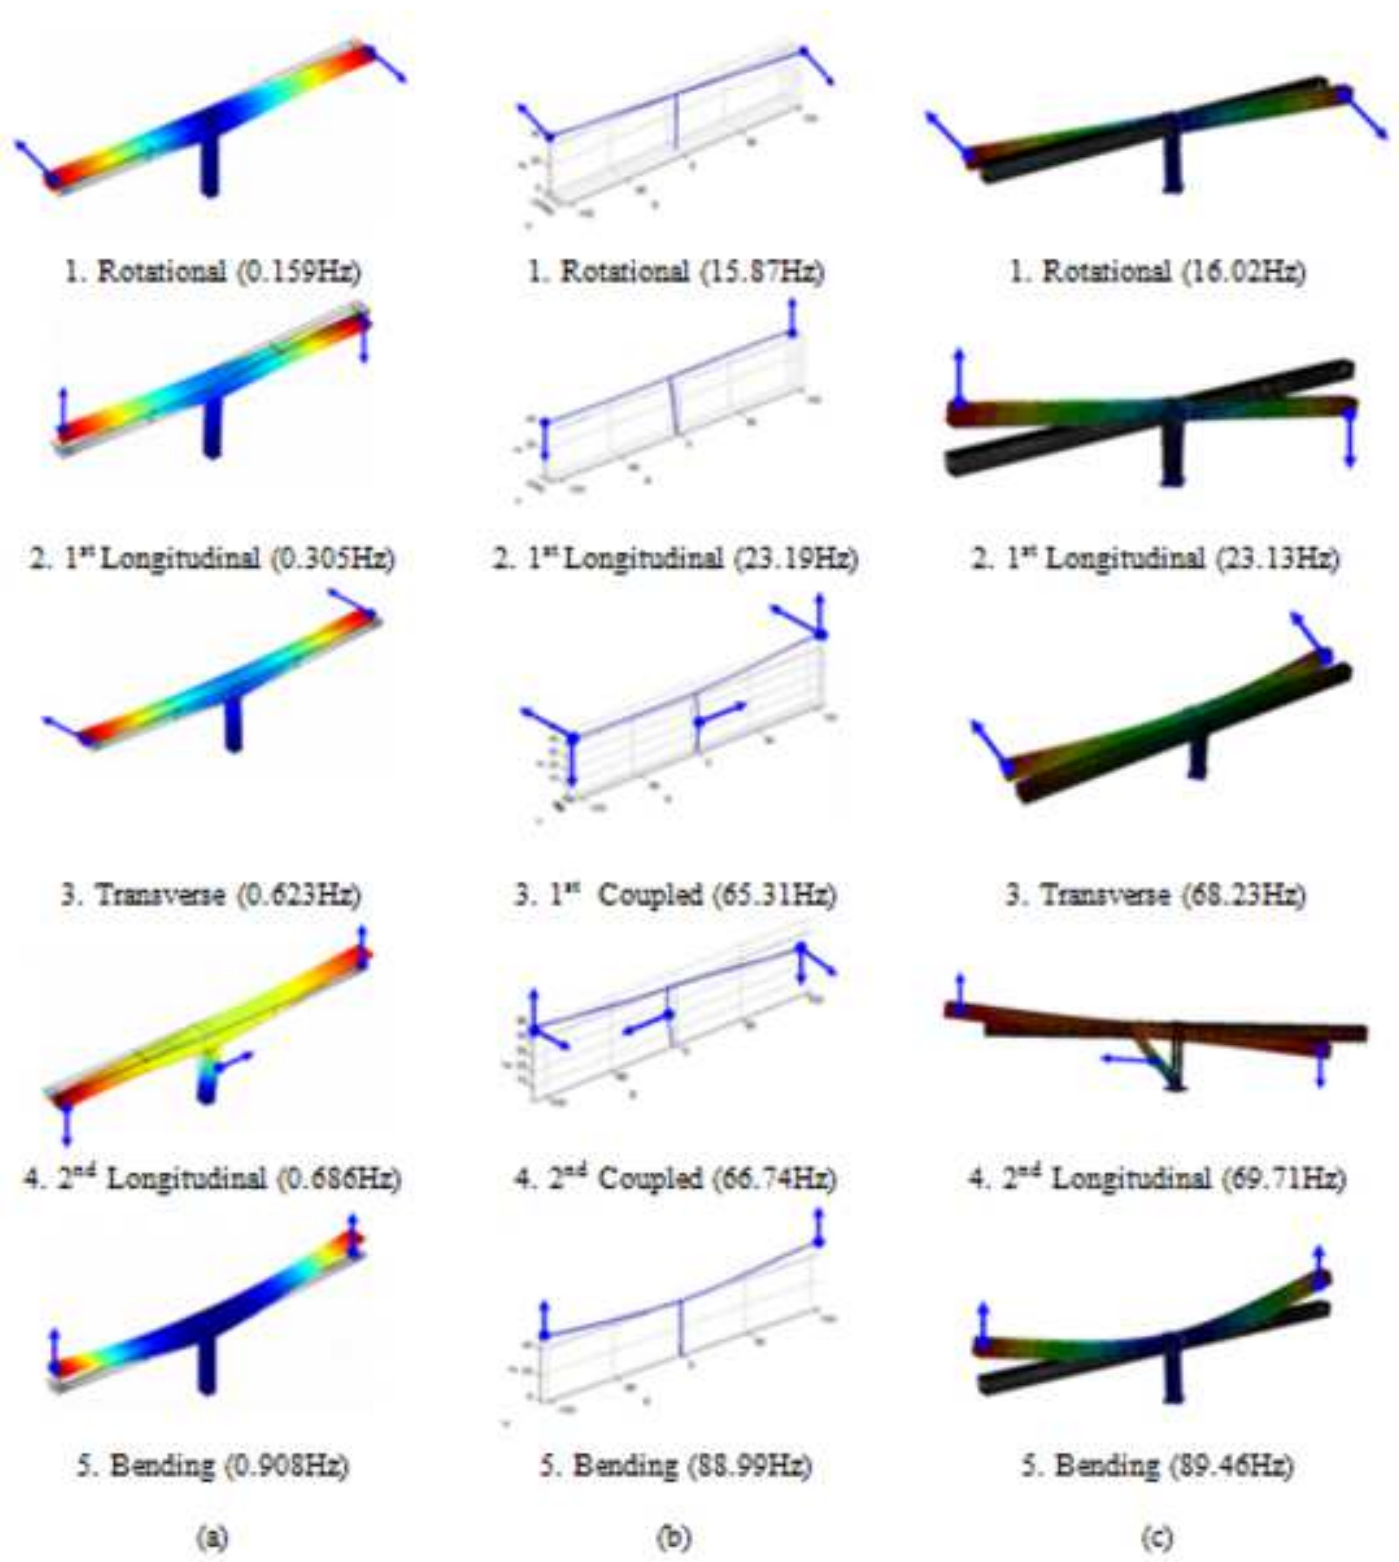 1. Rotational (0.159Hz) 1. Rotational (15.87Hz) 1. Rotational (16.02Hz)
2. 1st Longitudinal (0.305Hz) 2. 1st Longitudinal (23.19Hz) 2. 1st Longitudinal (23.13Hz)
3. Transverse (0.623Hz) 3. 1st Coupled (65.31Hz) 3. Transverse (68.23Hz)
4. 2nd Longitudinal (0.686Hz) 4. 2nd Coupled (66.74Hz) 4. 2nd Longitudinal (69.71Hz)
5. Bending (0.908Hz) 5. Bending (88.99Hz) 5. Bending (89.46Hz)
(a) (b) (c)